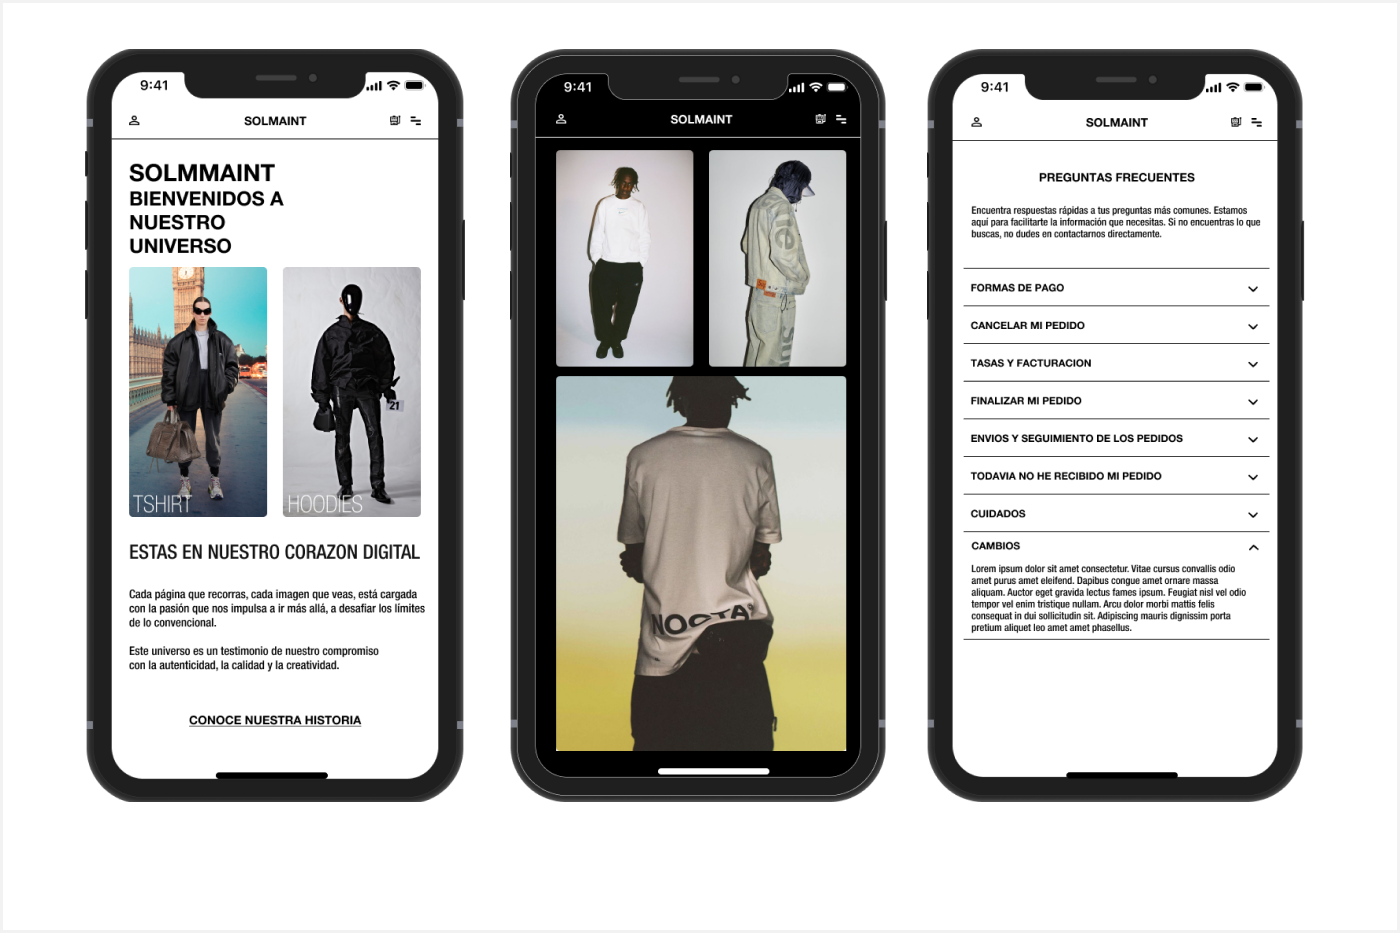 9:41
SOLMAINT
SOLMMAINT
BIENVENIDOS A
NUESTRO
UNIVERSO
TSHIRT
21
HOODIES
ESTAS EN NUESTRO CORAZON DIGITAL
Cada página que recorras, cada imagen que veas, está cargada
con la pasión que nos impulsa a ir más allá, a desafiar los límites
de lo convencional.
Este universo es un testimonio de nuestro compromiso
con la autenticidad, la calidad y la creatividad.
CONOCE NUESTRA HISTORIA
9:41
SOLMAINT
NOCTA
9:41
SOLMAINT
PREGUNTAS FRECUENTES
Encuentra respuestas rápidas a tus preguntas más comunes. Estamos
aquí para facilitarte la información que necesitas. Si no encuentras lo que
buscas, no dudes en contactarnos directamente.
FORMAS DE PAGO
CANCELAR MI PEDIDO
TASAS Y FACTURACION
FINALIZAR MI PEDIDO
ENVIOS Y SEGUIMIENTO DE LOS PEDIDOS
TODAVIA NO HE RECIBIDO MI PEDIDO
CUIDADOS
CAMBIOS
Lorem ipsum dolor sit amet consectetur. Vitae cursus convallis odio
amet purus amet eleifend. Dapibus congue amet ornare massa
aliquam. Auctor eget gravida lectus fames ipsum. Feugiat nisl vel odio
tempor vel enim tristique nullam. Arcu dolor morbi mattis felis
consequat in dui sollicitudin sit. Adipiscing mauris dignissim porta
pretium aliquet leo amet amet phasellus.